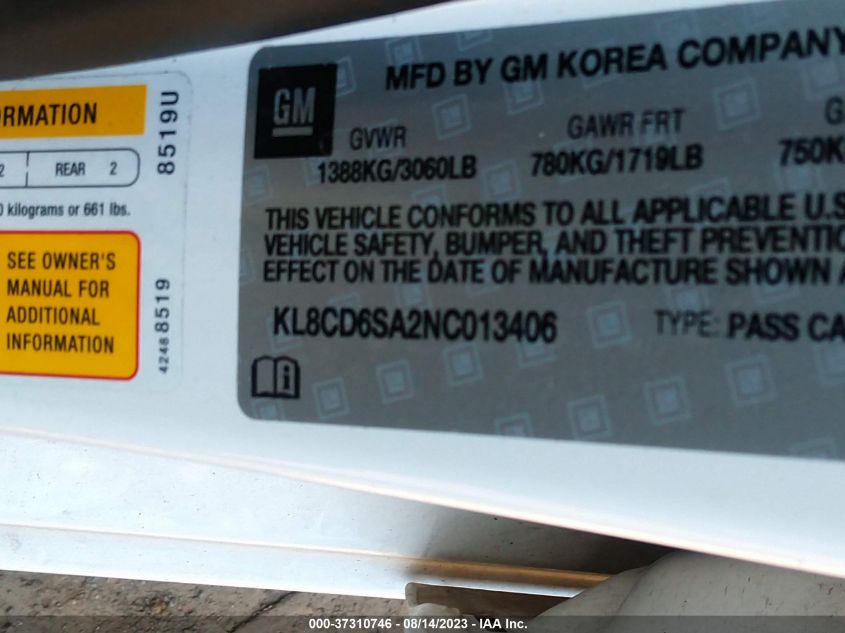 ORMATION
2 REAR 2
0 kilograms or 661 lbs.
SEE OWNER'S
MANUAL FOR
ADDITIONAL
INFORMATION
8519U
42488519
GM
MFD BY GM KOREA COMPANY
GVWR GAWR FRT G
1388KG/3060LB 780KG/1719LB 750K
THIS VEHICLE CONFORMS TO ALL APPLICABLE U.S
VEHICLE SAFETY, BUMPER, AND THEFT PREVENTIO
EFFECT ON THE DATE OF MANUFACTURE SHOWN A
KL8CD6SA2NC013406 TYPE: PASS CA
i
000-37310746 - 08/14/2023 - IAA Inc.